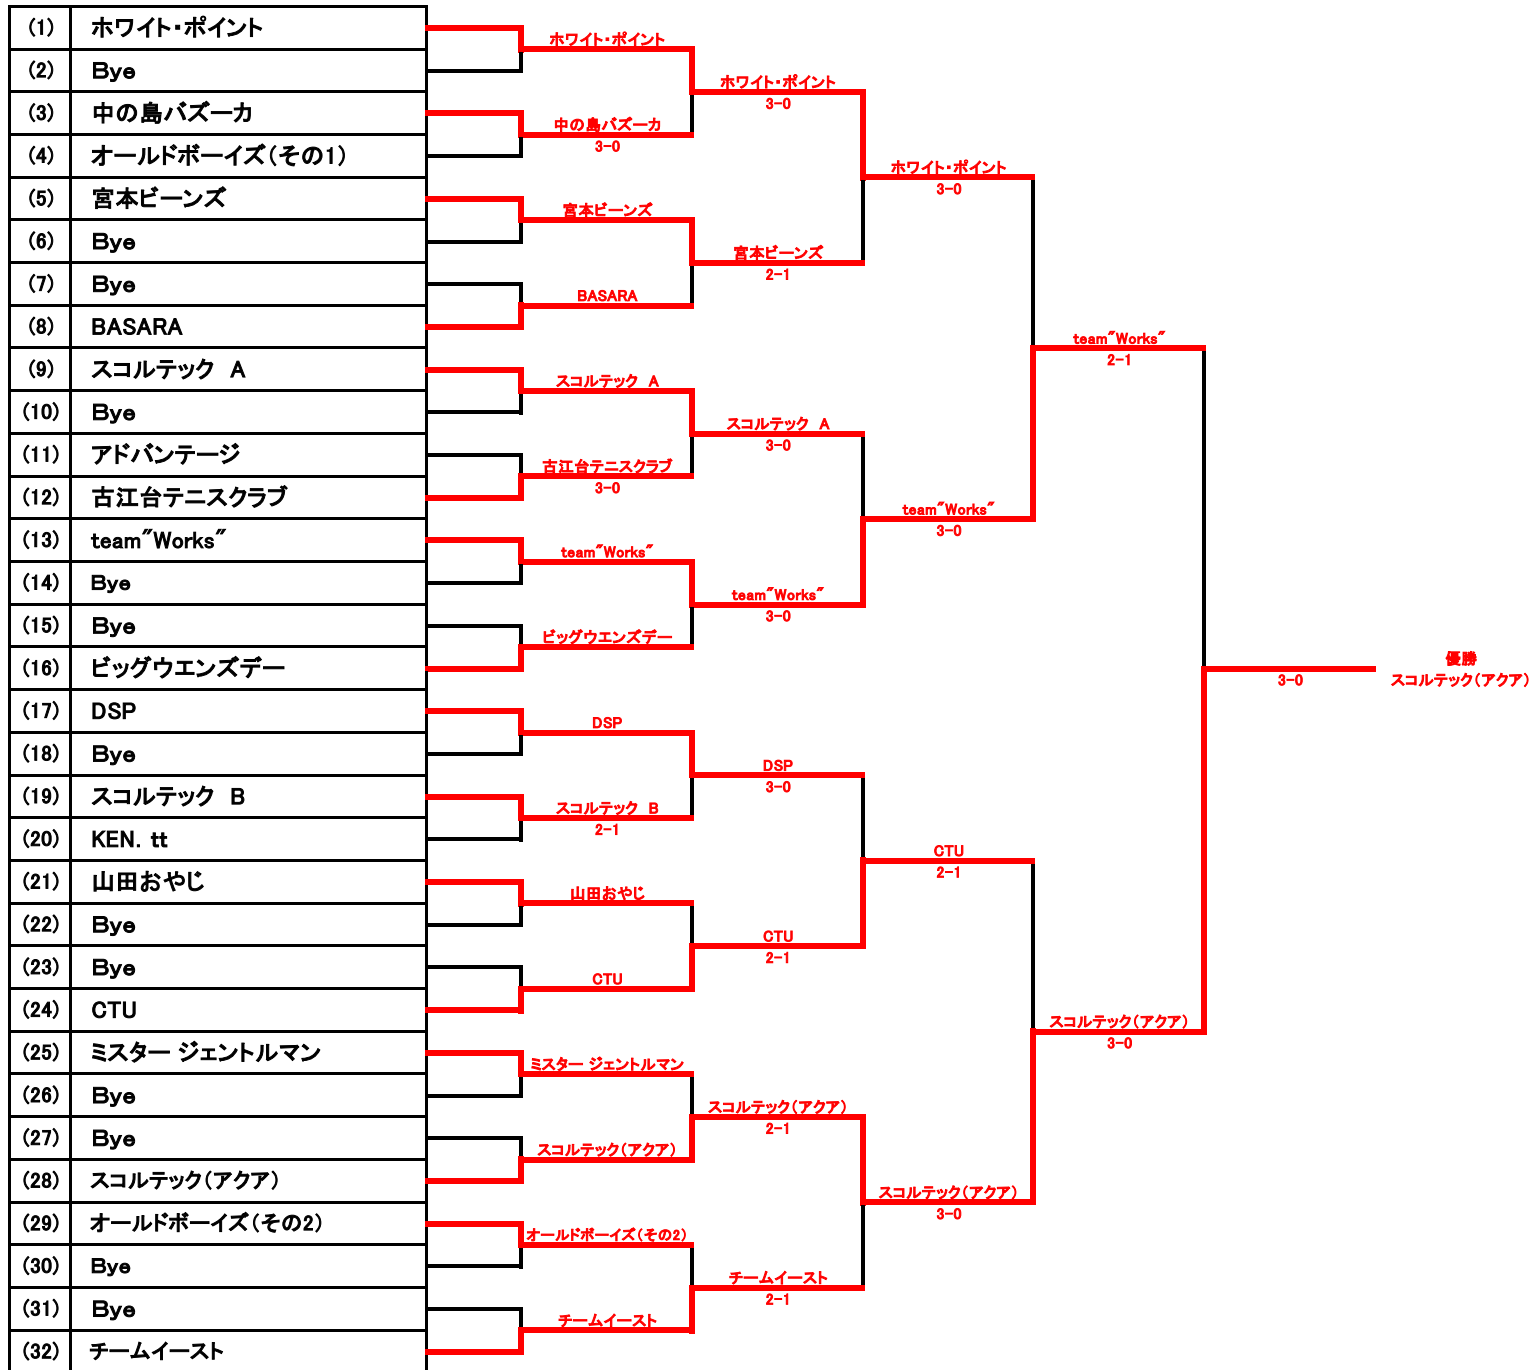 (1) ホワイト・ポイント
(2) Bye
(3) 中の島バズーカ
(4) オールドボーイズ(その1)
(5) 宮本ビーンズ
(6) Bye
(7) Bye
(8) BASARA
(9) スコルテック A
(10) Bye
(11) アドバンテージ
(12) 古江台テニスクラブ
(13) team"Works"
(14) Bye
(15) Bye
(16) ビッグウエンズデー
(17) DSP
(18) Bye
(19) スコルテック B
(20) KEN. tt
(21) 山田おやじ
(22) Bye
(23) Bye
(24) CTU
(25) ミスター ジェントルマン
(26) Bye
(27) Bye
(28) スコルテック(アクア)
(29) オールドボーイズ(その2)
(30) Bye
(31) Bye
(32) チームイースト
ホワイト・ポイント
中の島バズーカ
3-0
宮本ビーンズ
BASARA
スコルテック A
古江台テニスクラブ
3-0
team"Works"
ビッグウエンズデー
DSP
スコルテック B
2-1
山田おやじ
CTU
ミスター ジェントルマン
スコルテック(アクア)
オールドボーイズ(その2)
チームイースト
ホワイト・ポイント
3-0
宮本ビーンズ
2-1
スコルテック A
3-0
team"Works"
3-0
DSP
3-0
CTU
2-1
スコルテック(アクア)
2-1
チームイースト
2-1
ホワイト・ポイント
3-0
team"Works"
3-0
CTU
2-1
スコルテック(アクア)
3-0
team"Works"
2-1
スコルテック(アクア)
3-0
3-0
優勝
スコルテック(アクア)